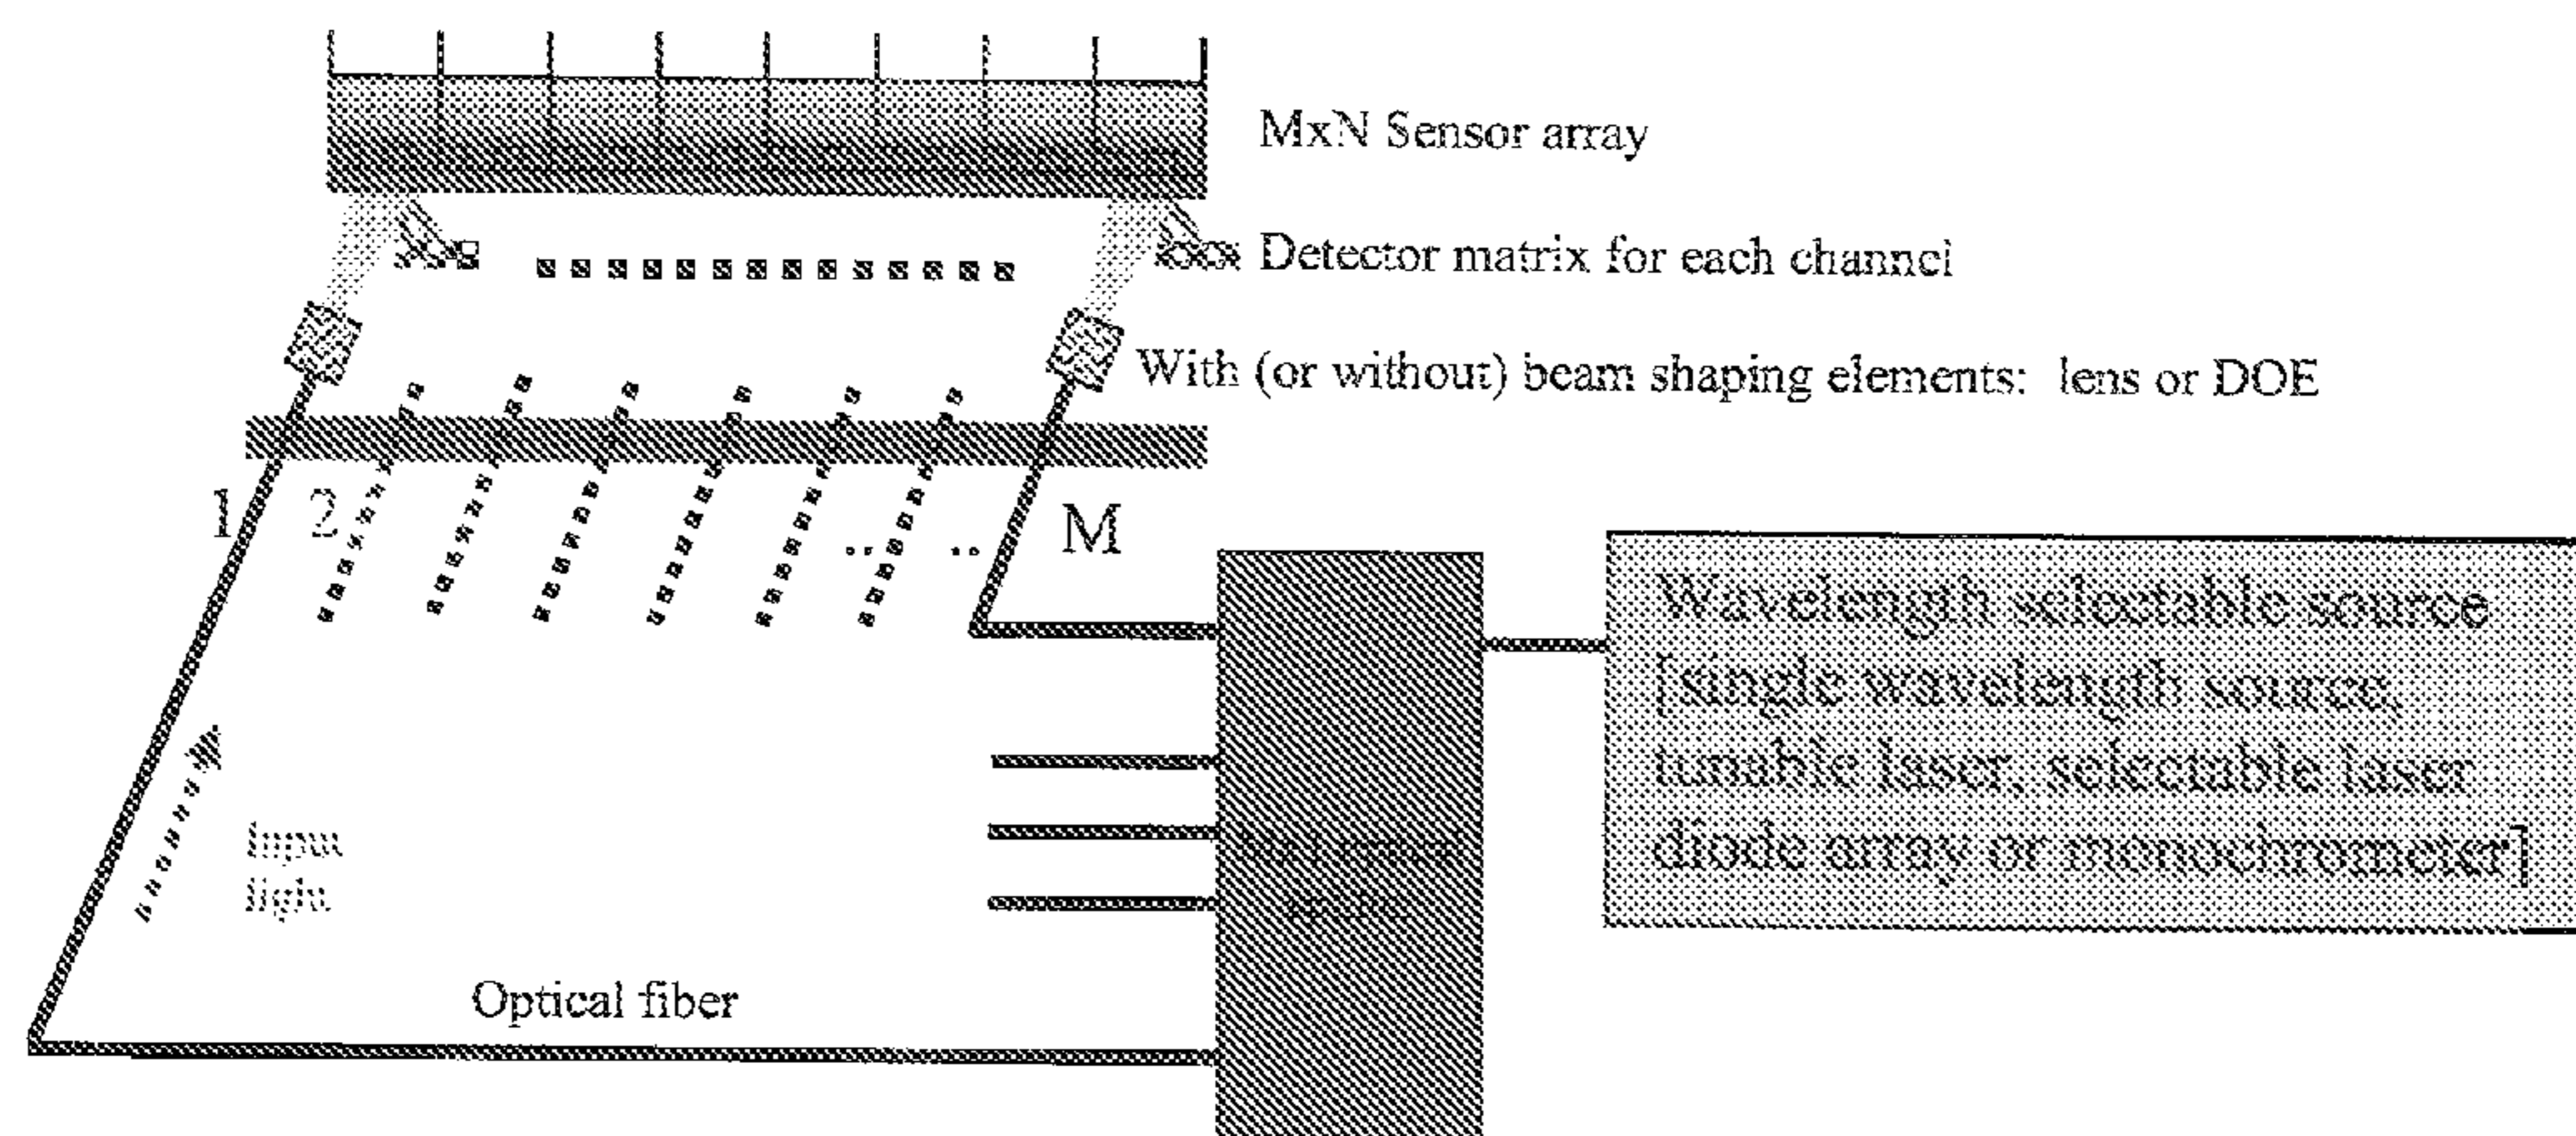 MxN Sensor array
Detector matrix for each channel
With (or without) beam shaping elements: lens or DOE
1 2 .. .. M
Wavelength selectable source
[single wavelength source,
tunable laser, selectable laser
diode array or monochrometer]
Input
light
Optical fiber